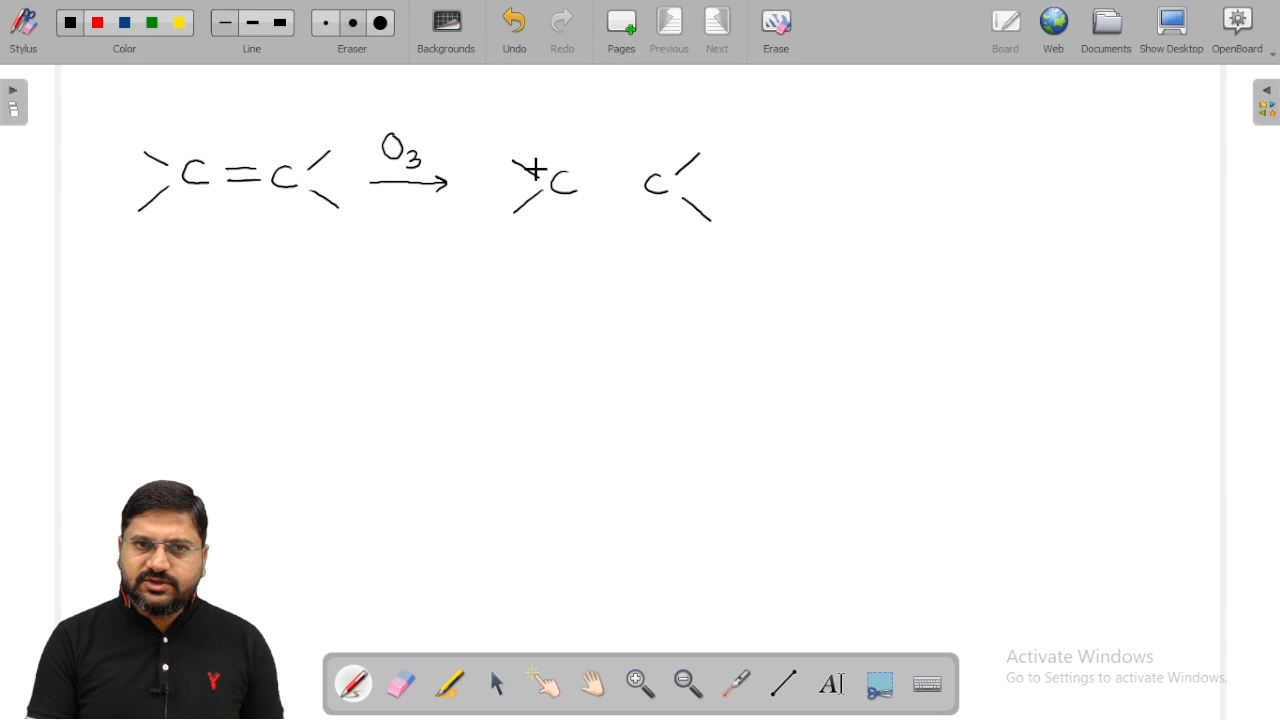 Stylus Color Line Eraser Backgrounds Undo Redo Pages Previous Next Erase Board Web Documents Show Desktop OpenBoard
C = C O3 → C C
Activate Windows
Go to Settings to activate Windows.